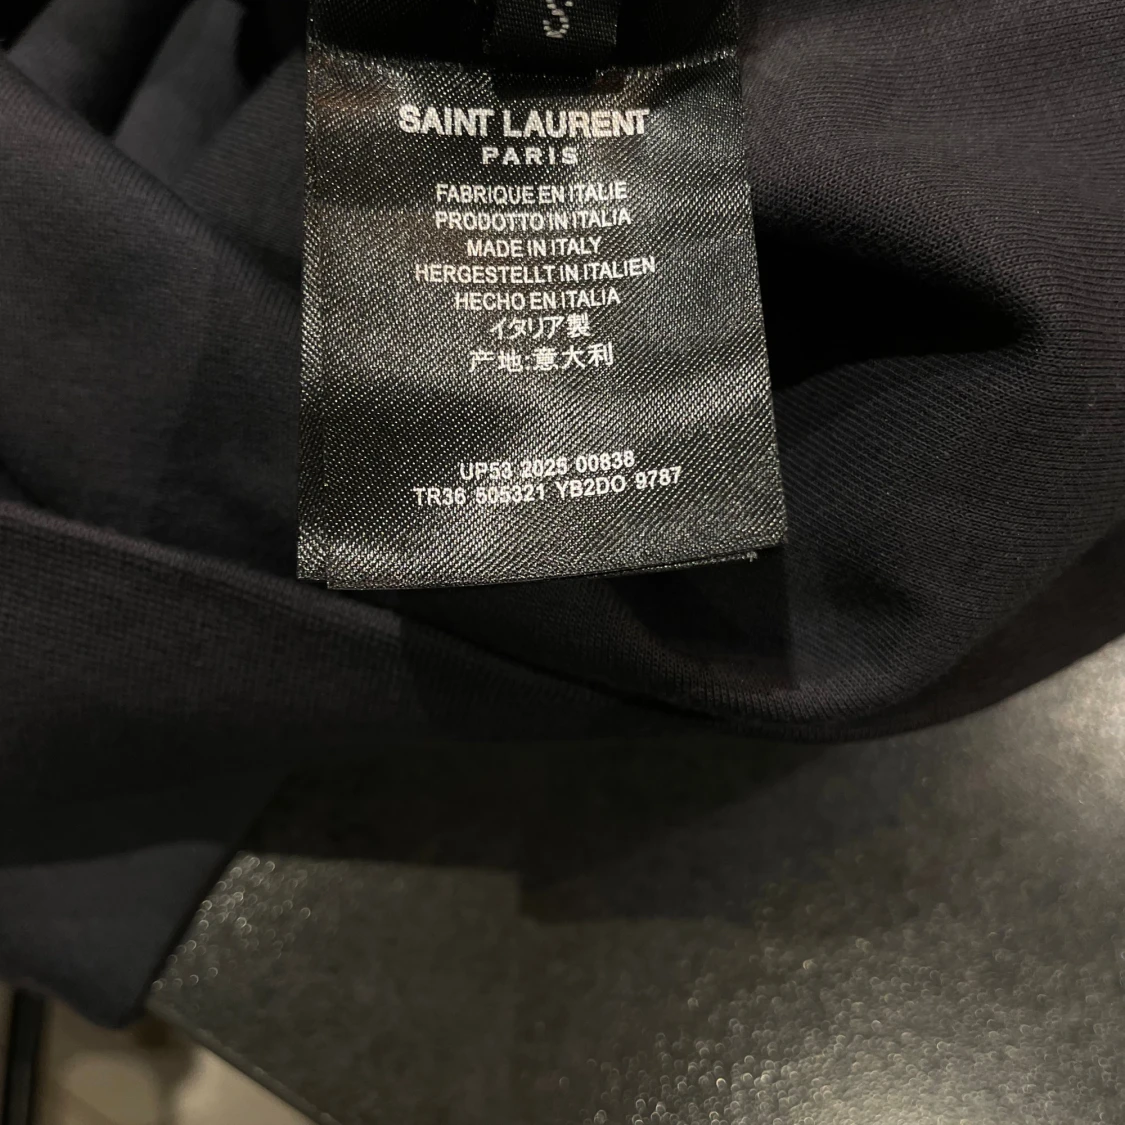 S
SAINT LAURENT
PARIS
FABRIQUE EN ITALIE
PRODOTTO IN ITALIA
MADE IN ITALY
HERGESTELLT IN ITALIEN
HECHO EN ITALIA
イタリア製
产地:意大利
UP53 2025 00838
TR36 505321 YB2DO 9787